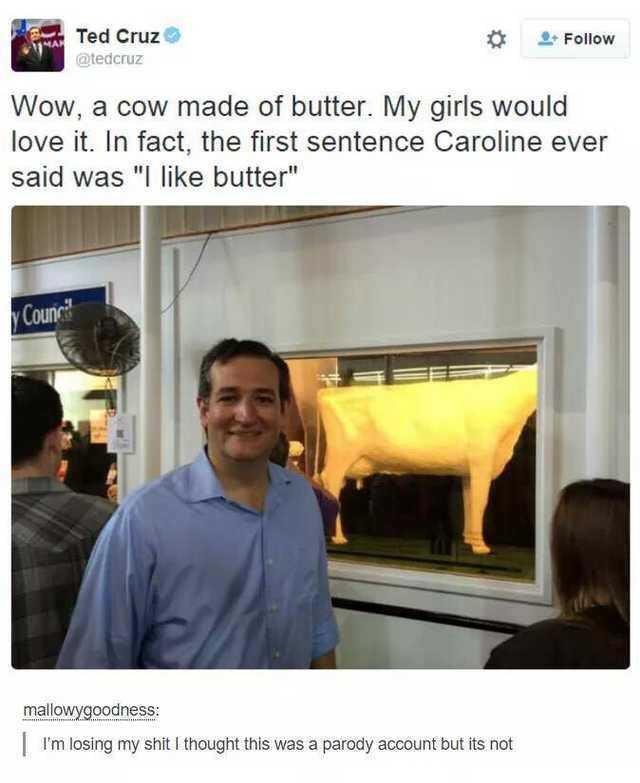 Ted Cruz
@tedcruz
Follow
Wow, a cow made of butter. My girls would
love it. In fact, the first sentence Caroline ever
said was "I like butter"
y Council
mallowygoodness:
I'm losing my shit I thought this was a parody account but its not